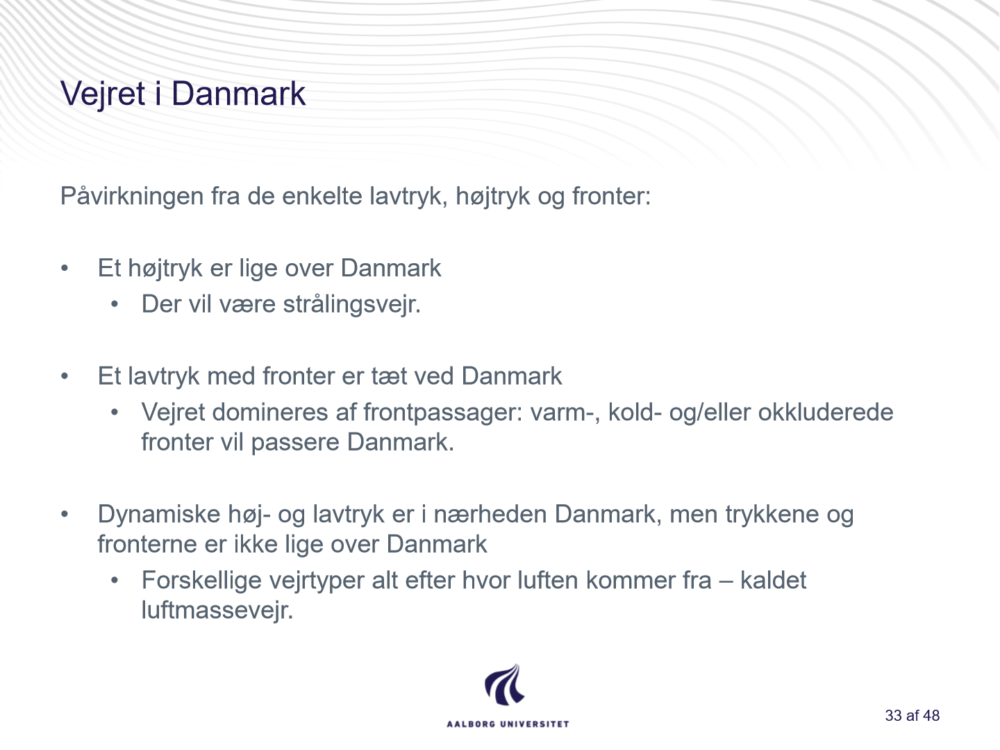 Vejret i Danmark
Påvirkningen fra de enkelte lavtryk, højtryk og fronter:
• Et højtryk er lige over Danmark
• Der vil være strålingsvejr.
• Et lavtryk med fronter er tæt ved Danmark
• Vejret domineres af frontpassager: varm-, kold- og/eller okkluderede
fronter vil passere Danmark.
• Dynamiske høj- og lavtryk er i nærheden Danmark, men trykkene og
fronterne er ikke lige over Danmark
• Forskellige vejrtyper alt efter hvor luften kommer fra – kaldet
luftmassevejr.
AALBORG UNIVERSITET
33 af 48